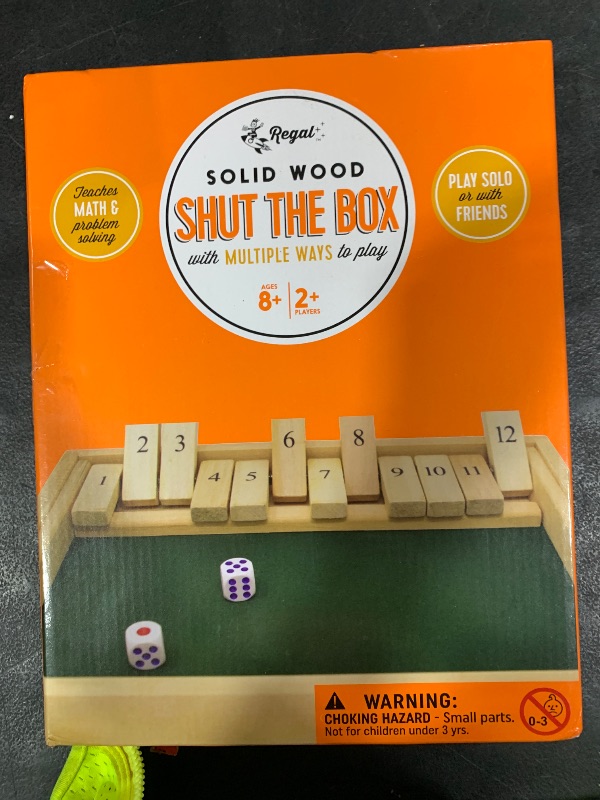 Regal
SOLID WOOD
SHUT THE BOX
with MULTIPLE WAYS to play
AGES
8+
2+
PLAYERS
Teaches
MATH &
problem
solving
PLAY SOLO
or with
FRIENDS
1
2
3
4
5
6
7
8
9
10
11
12
WARNING:
CHOKING HAZARD - Small parts.
Not for children under 3 yrs.
0-3